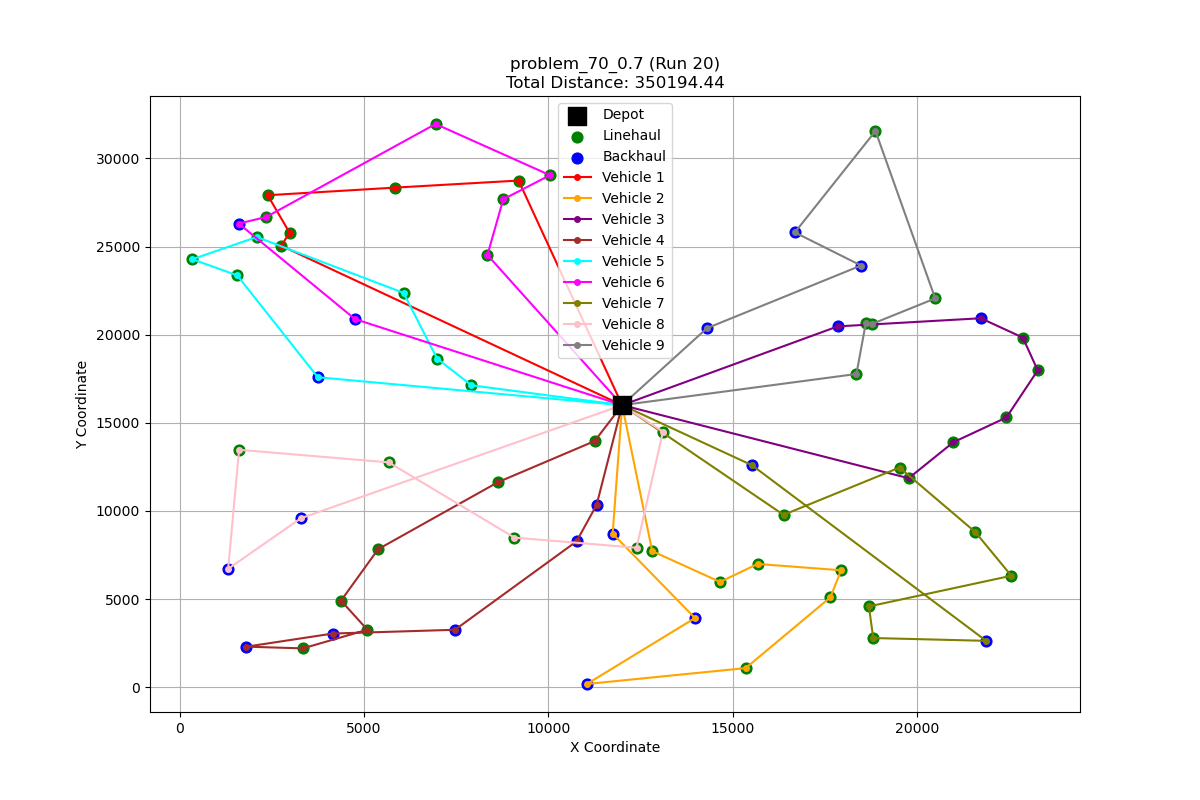 problem_70_0.7 (Run 20)
Total Distance: 350194.44
Depot
Linehaul
Backhaul
Vehicle 1
Vehicle 2
Vehicle 3
Vehicle 4
Vehicle 5
Vehicle 6
Vehicle 7
Vehicle 8
Vehicle 9
30000
25000
20000
15000
10000
5000
0
Y Coordinate
0
5000
10000
15000
20000
X Coordinate